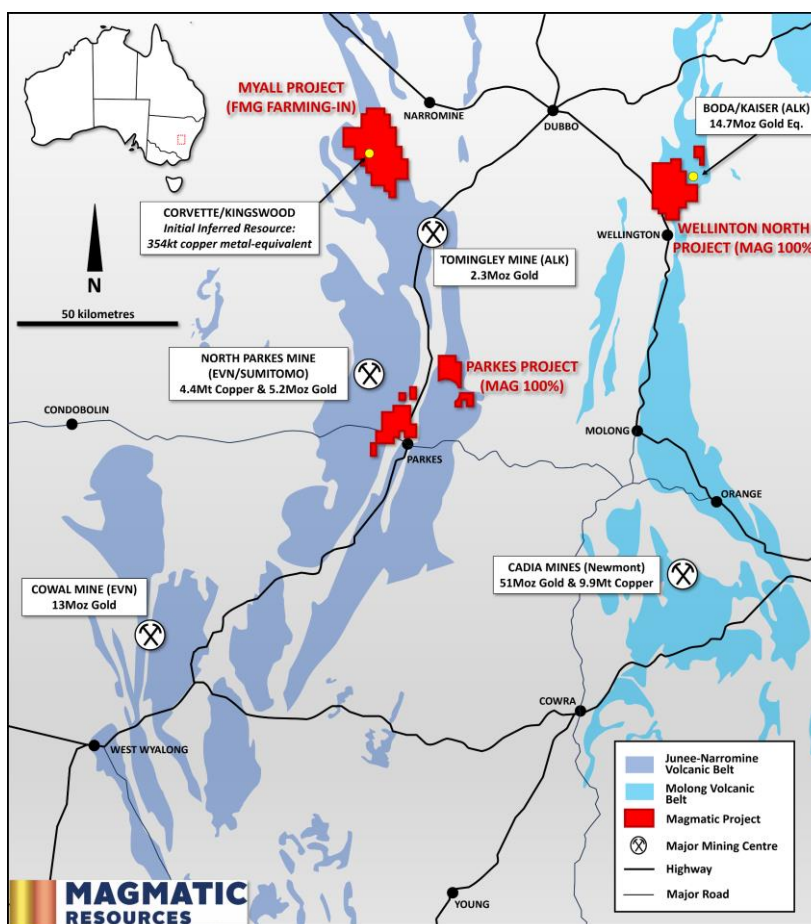 MYALL PROJECT
(FMG FARMING-IN)
NARROMINE
DUBBO
BODA/KAISER (ALK)
14.7Moz Gold Eq.
CORVETTE/KINGSWOOD
Initial Inferred Resource:
354kt copper metal-equivalent
WELLINGTON
WELLINTON NORTH
PROJECT (MAG 100%)
TOMINGLEY MINE (ALK)
2.3Moz Gold
N
50 kilometres
NORTH PARKES MINE
(EVN/SUMITOMO)
4.4Mt Copper & 5.2Moz Gold
PARKES PROJECT
(MAG 100%)
CONDOBOLIN
PARKES
MOLONG
ORANGE
COWAL MINE (EVN)
13Moz Gold
CADIA MINES (Newmont)
51Moz Gold & 9.9Mt Copper
COWRA
WEST WYALONG
YOUNG
Junee-Narromine
Volcanic Belt
Molong Volcanic
Belt
Magmatic Project
Major Mining Centre
Highway
Major Road
MAGMATIC
RESOURCES